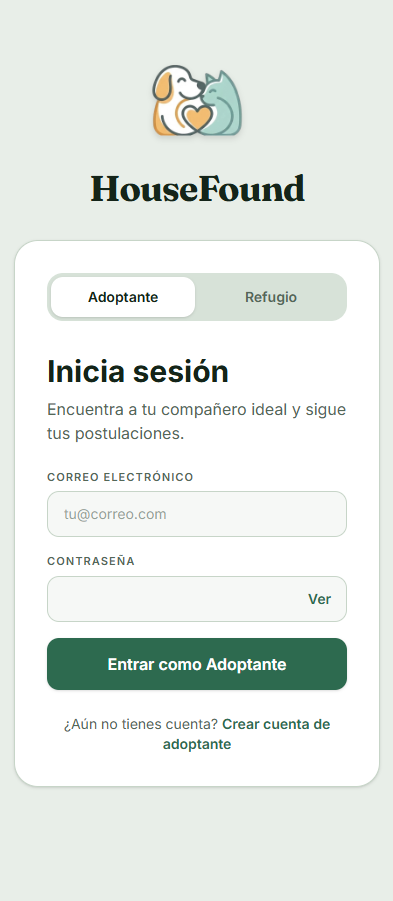 HouseFound
Adoptante
Refugio
Inicia sesión
Encuentra a tu compañero ideal y sigue
tus postulaciones.
CORREO ELECTRÓNICO
tu@correo.com
CONTRASEÑA
Ver
Entrar como Adoptante
¿Aún no tienes cuenta? Crear cuenta de
adoptante